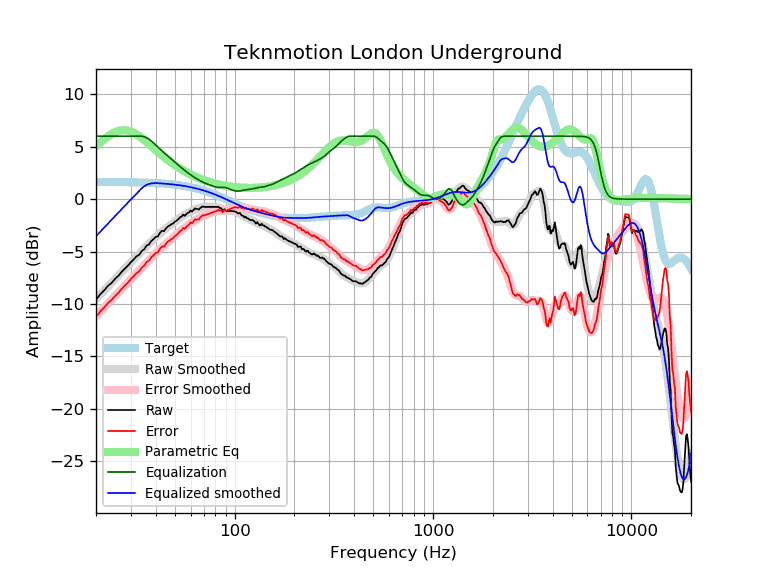 Teknmotion London Underground
10
5
0
−5
−10
−15
−20
−25
Amplitude (dBr)
Target
Raw Smoothed
Error Smoothed
Raw
Error
Parametric Eq
Equalization
Equalized smoothed
100 1000 10000
Frequency (Hz)